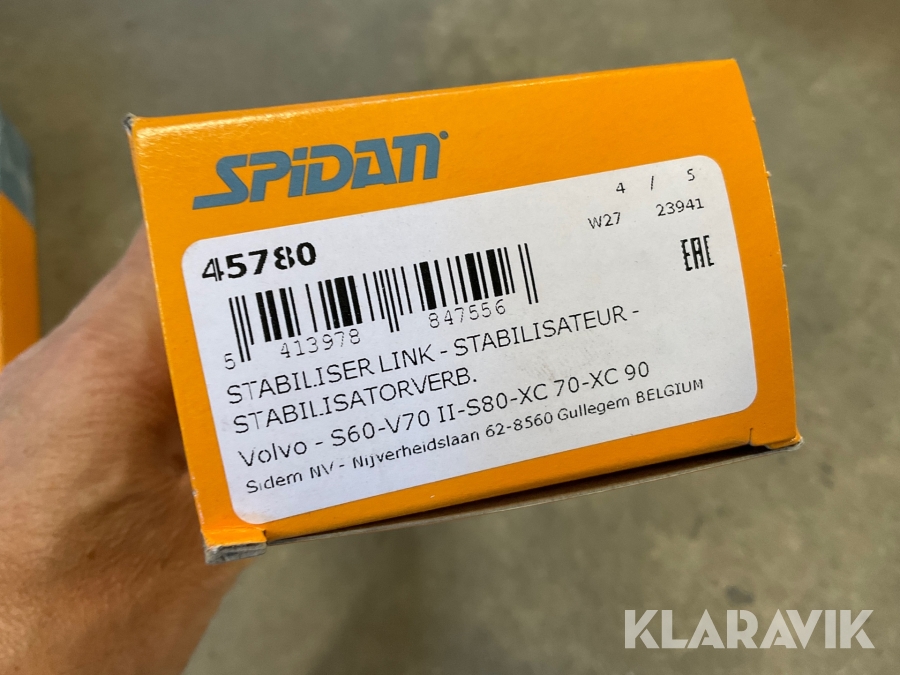 SPiDAN
45780
4 / 5
W27 23941
EAC
5 413978 847556
STABILISER LINK - STABILISATEUR -
STABILISATORVERB.
Volvo - S60-V70 II-S80-XC 70-XC 90
Sidem NV - Nijverheidslaan 62-8560 Gullegem BELGIUM
KLARAVIK